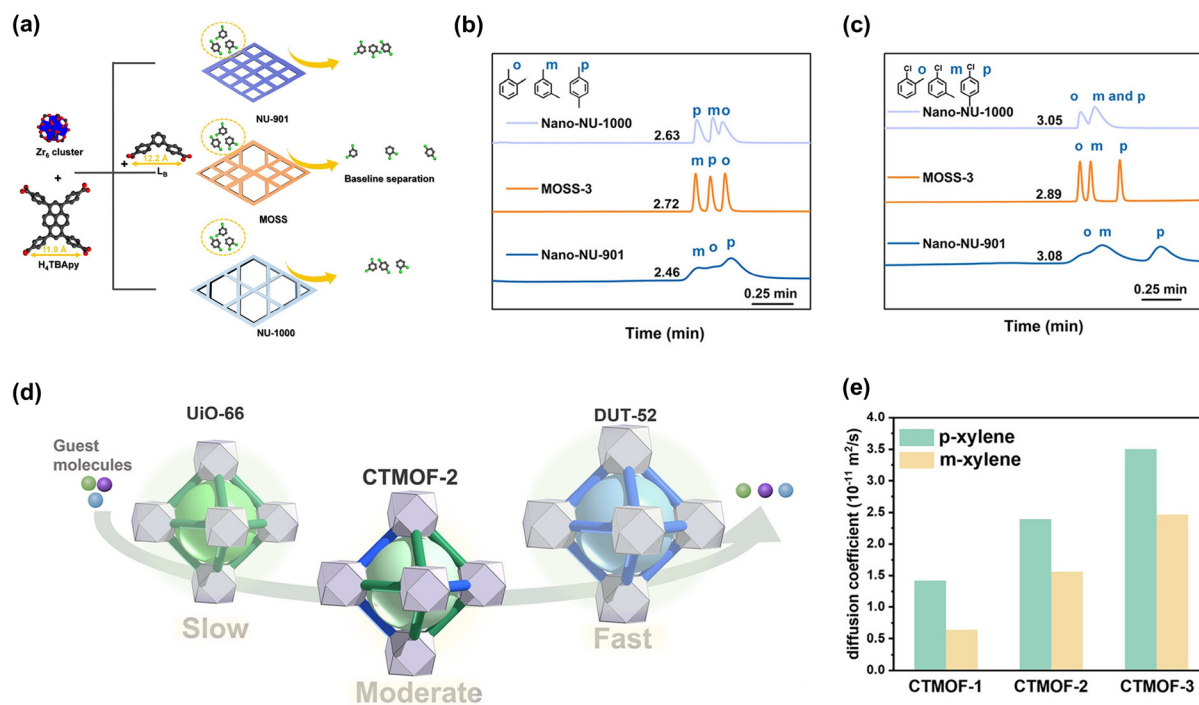 (a)
Zr6 cluster
+
H4TBApy
11.9 Å
+
12.2 Å
LB
NU-901
MOSS
Baseline separation
NU-1000
(b)
o
m
p
Nano-NU-1000
2.63
p
m
o
MOSS-3
2.72
m
p
o
Nano-NU-901
2.46
m
o
p
0.25 min
Time (min)
(c)
Cl
o
Cl
m
Cl
p
Nano-NU-1000
3.05
o
m and p
MOSS-3
2.89
o
m
p
Nano-NU-901
3.08
o
m
p
0.25 min
Time (min)
(d)
UiO-66
Guest
molecules
Slow
CTMOF-2
Moderate
DUT-52
Fast
(e)
diffusion coefficient (10⁻¹¹ m²/s)
4.0
3.5
3.0
2.5
2.0
1.5
1.0
0.5
0.0
p-xylene
m-xylene
CTMOF-1
CTMOF-2
CTMOF-3